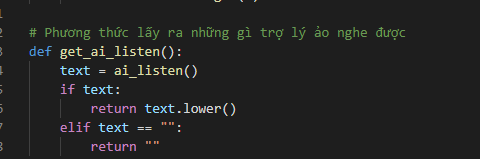 # Phương thức lấy ra những gì trợ lý ảo nghe được
def get_ai_listen():
    text = ai_listen()
    if text:
        return text.lower()
    elif text == "":
        return ""